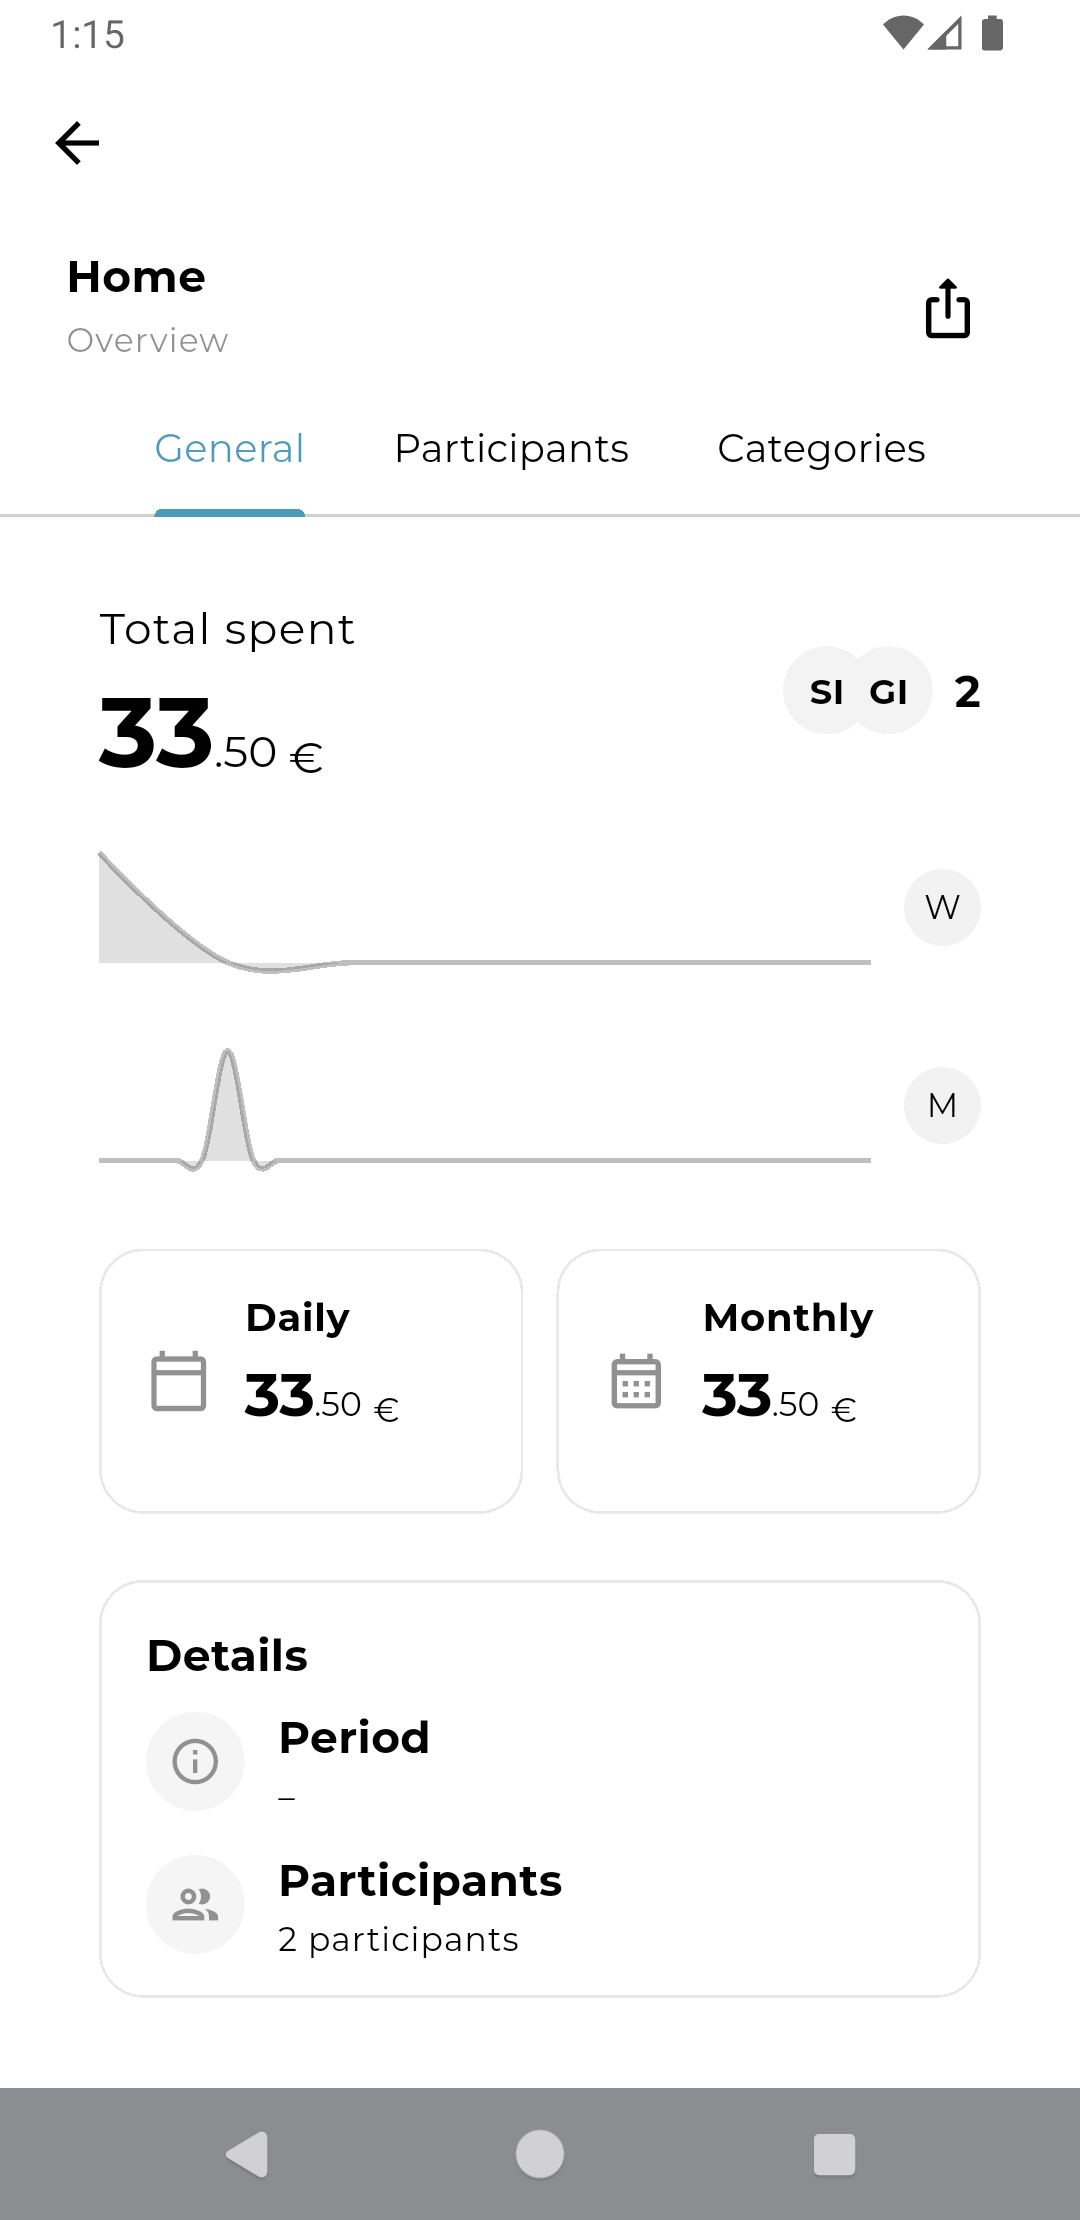 1:15
Home
Overview
General Participants Categories
Total spent
33.50 €
SI GI 2
W
M
Daily
33.50 €
Monthly
33.50 €
Details
Period
–
Participants
2 participants